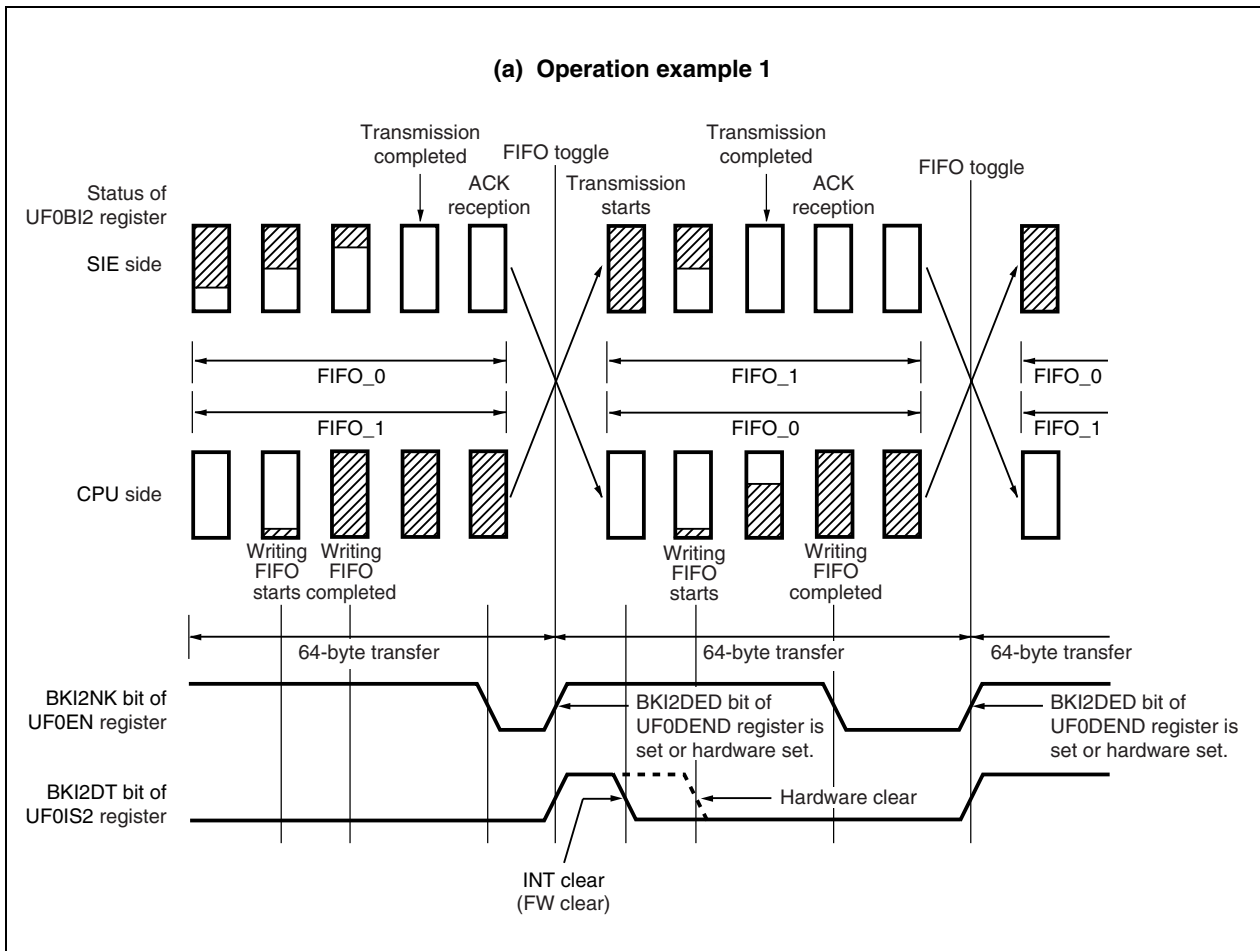 (a) Operation example 1
Transmission
completed
FIFO toggle
Transmission
completed
FIFO toggle
Status of
UF0BI2 register
ACK
reception
Transmission
starts
ACK
reception
SIE side
FIFO_0
FIFO_1
FIFO_0
FIFO_1
FIFO_0
FIFO_1
CPU side
Writing
FIFO
starts
Writing
FIFO
completed
Writing
FIFO
starts
Writing
FIFO
completed
64-byte transfer
64-byte transfer
64-byte transfer
BKI2NK bit of
UF0EN register
BKI2DED bit of
UF0DEND register is
set or hardware set.
BKI2DED bit of
UF0DEND register is
set or hardware set.
BKI2DT bit of
UF0IS2 register
Hardware clear
INT clear
(FW clear)